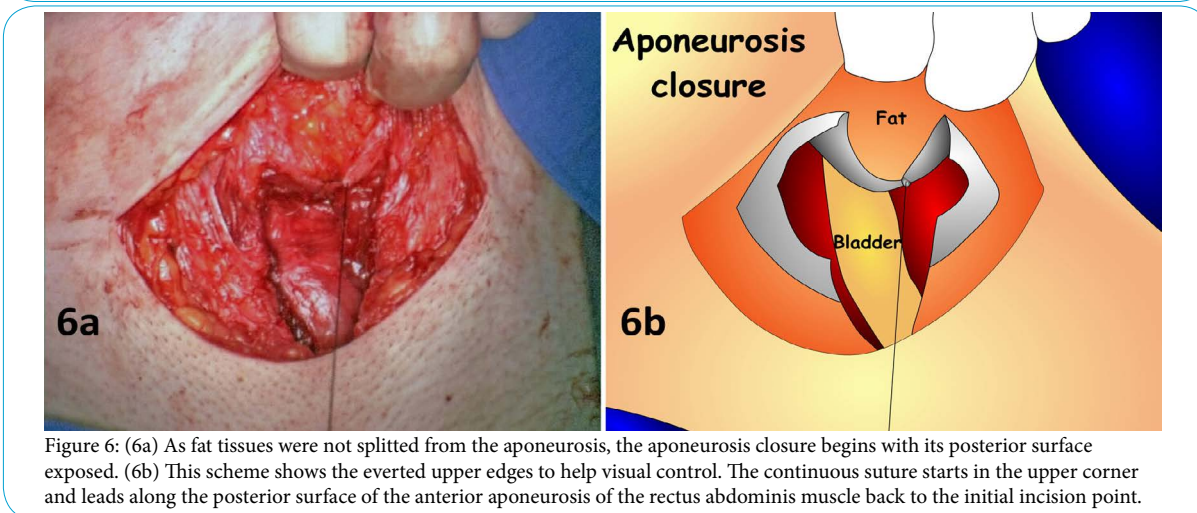 Aponeurosis
closure
Fat
Bladder
6a
6b
Figure 6: (6a) As fat tissues were not splitted from the aponeurosis, the aponeurosis closure begins with its posterior surface
exposed. (6b) This scheme shows the everted upper edges to help visual control. The continuous suture starts in the upper corner
and leads along the posterior surface of the anterior aponeurosis of the rectus abdominis muscle back to the initial incision point.